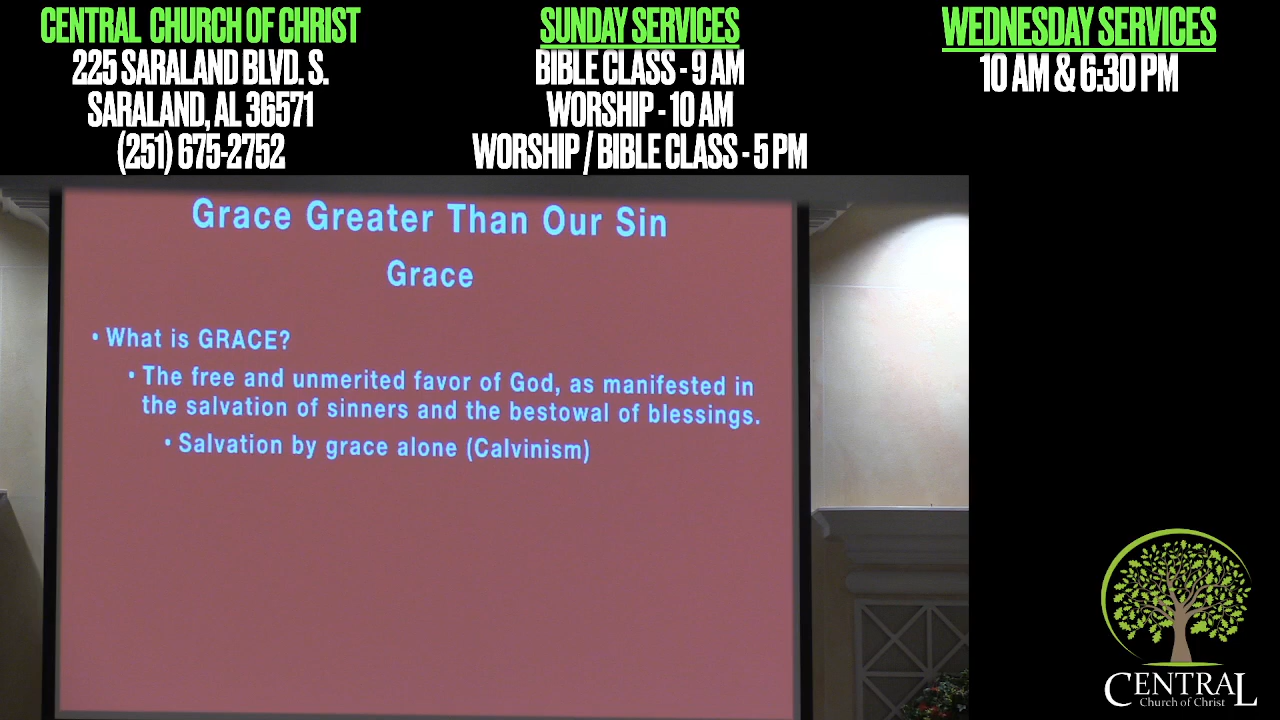 CENTRAL CHURCH OF CHRIST
225 SARALAND BLVD. S.
SARALAND, AL 36571
(251) 675-2752
SUNDAY SERVICES
BIBLE CLASS - 9 AM
WORSHIP - 10 AM
WORSHIP / BIBLE CLASS - 5 PM
WEDNESDAY SERVICES
10 AM & 6:30 PM
Grace Greater Than Our Sin
Grace
• What is GRACE?
• The free and unmerited favor of God, as manifested in
the salvation of sinners and the bestowal of blessings.
• Salvation by grace alone (Calvinism)
CENTRAL
Church of Christ